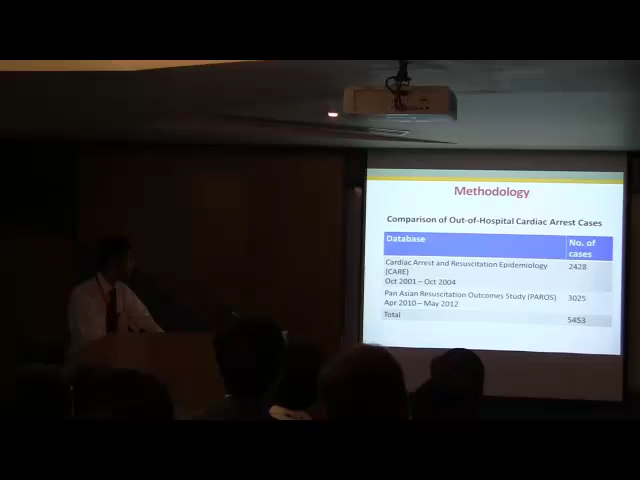 Methodology
Comparison of Out-of-Hospital Cardiac Arrest Cases
Database No. of
cases
Cardiac Arrest and Resuscitation Epidemiology 2428
(CARE)
Oct 2001 – Oct 2004
Pan Asian Resuscitation Outcomes Study (PAROS) 3025
Apr 2010 – May 2012
Total 5453